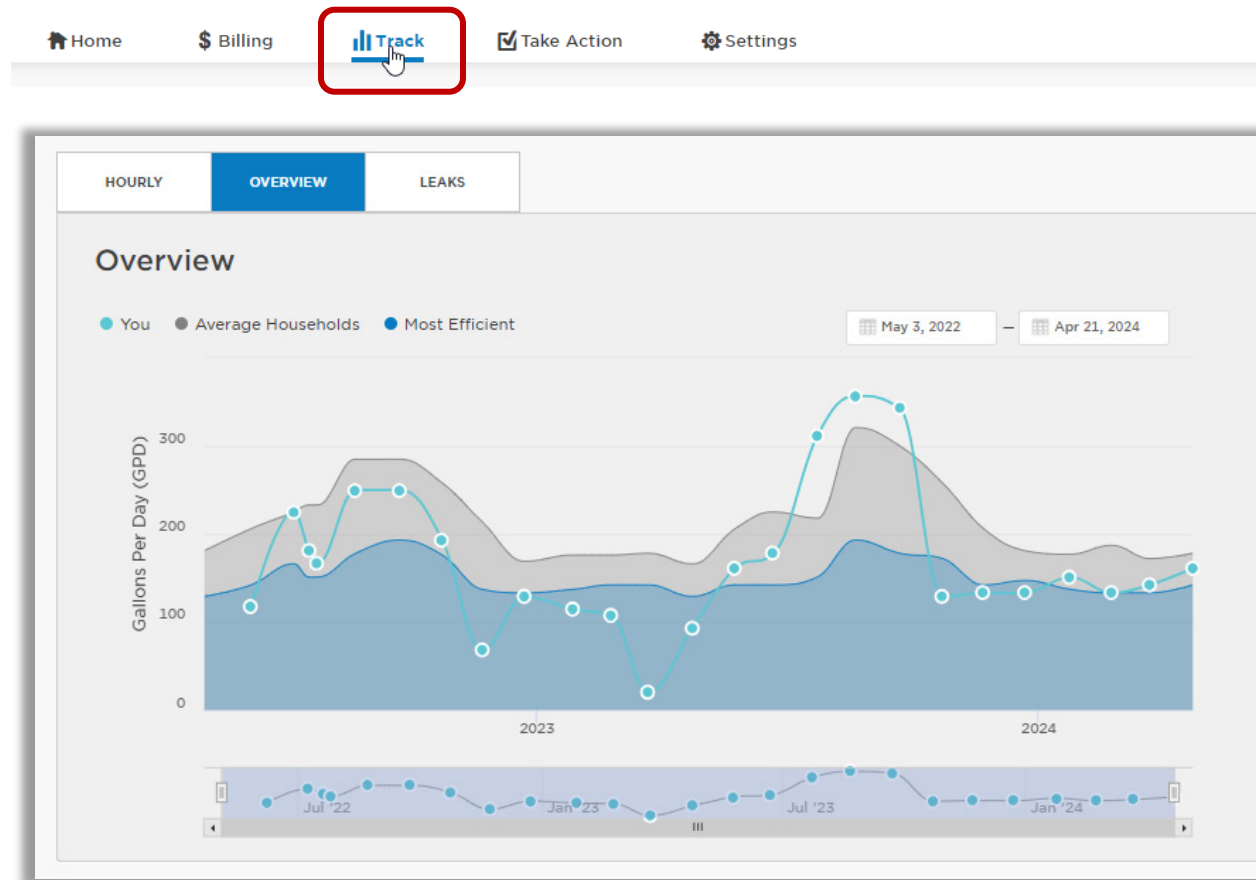 Home $ Billing Track Take Action Settings
HOURLY OVERVIEW LEAKS
Overview
You Average Households Most Efficient May 3, 2022 – Apr 21, 2024
Gallons Per Day (GPD)
300
200
100
0
2023 2024
Jul '22 Jan '23 Jul '23 Jan '24